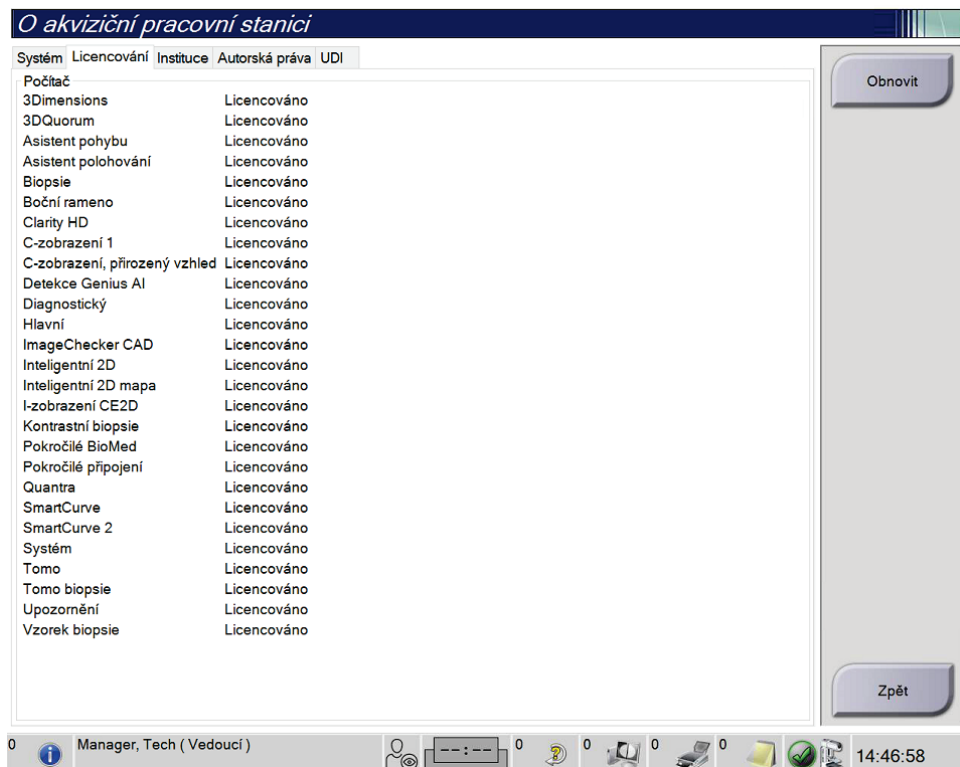 O akviziční pracovní stanici
Systém Licencování Instituce Autorská práva UDI
Počítač
3Dimensions Licencováno
3DQuorum Licencováno
Asistent pohybu Licencováno
Asistent polohování Licencováno
Biopsie Licencováno
Boční rameno Licencováno
Clarity HD Licencováno
C-zobrazení 1 Licencováno
C-zobrazení, přirozený vzhled Licencováno
Detekce Genius AI Licencováno
Diagnostický Licencováno
Hlavní Licencováno
ImageChecker CAD Licencováno
Inteligentní 2D Licencováno
Inteligentní 2D mapa Licencováno
I-zobrazení CE2D Licencováno
Kontrastní biopsie Licencováno
Pokročilé BioMed Licencováno
Pokročilé připojení Licencováno
Quantra Licencováno
SmartCurve Licencováno
SmartCurve 2 Licencováno
Systém Licencováno
Tomo Licencováno
Tomo biopsie Licencováno
Upozornění Licencováno
Vzorek biopsie Licencováno
Obnovit
Zpět
0 Manager, Tech ( Vedoucí ) --:-- 0 0 0 0 14:46:58